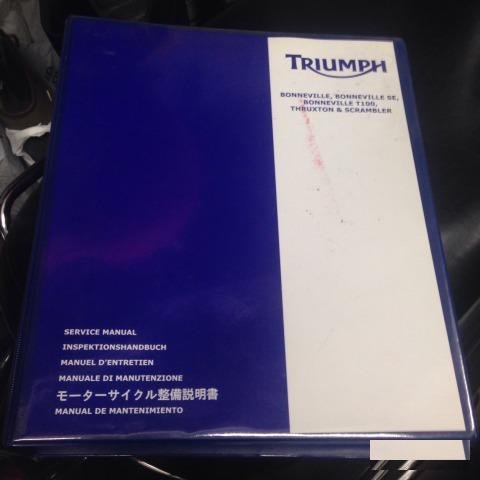 TRIUMPH
BONNEVILLE, BONNEVILLE SE,
BONNEVILLE T100,
THRUXTON & SCRAMBLER
SERVICE MANUAL
INSPEKTIONSHANDBUCH
MANUEL D'ENTRETIEN
MANUALE DI MANUTENZIONE
モーターサイクル整備説明書
MANUAL DE MANTENIMIENTO